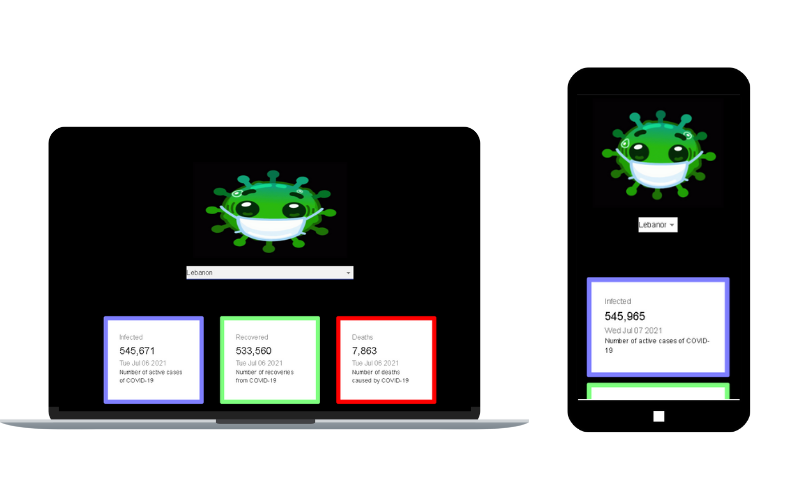 Lebanon
Infected
545,671
Tue Jul 06 2021
Number of active cases
of COVID-19
Recovered
533,560
Tue Jul 06 2021
Number of recoveries
from COVID-19
Deaths
7,863
Tue Jul 06 2021
Number of deaths
caused by COVID-19
Lebanon
Infected
545,965
Wed Jul 07 2021
Number of active cases of COVID-
19